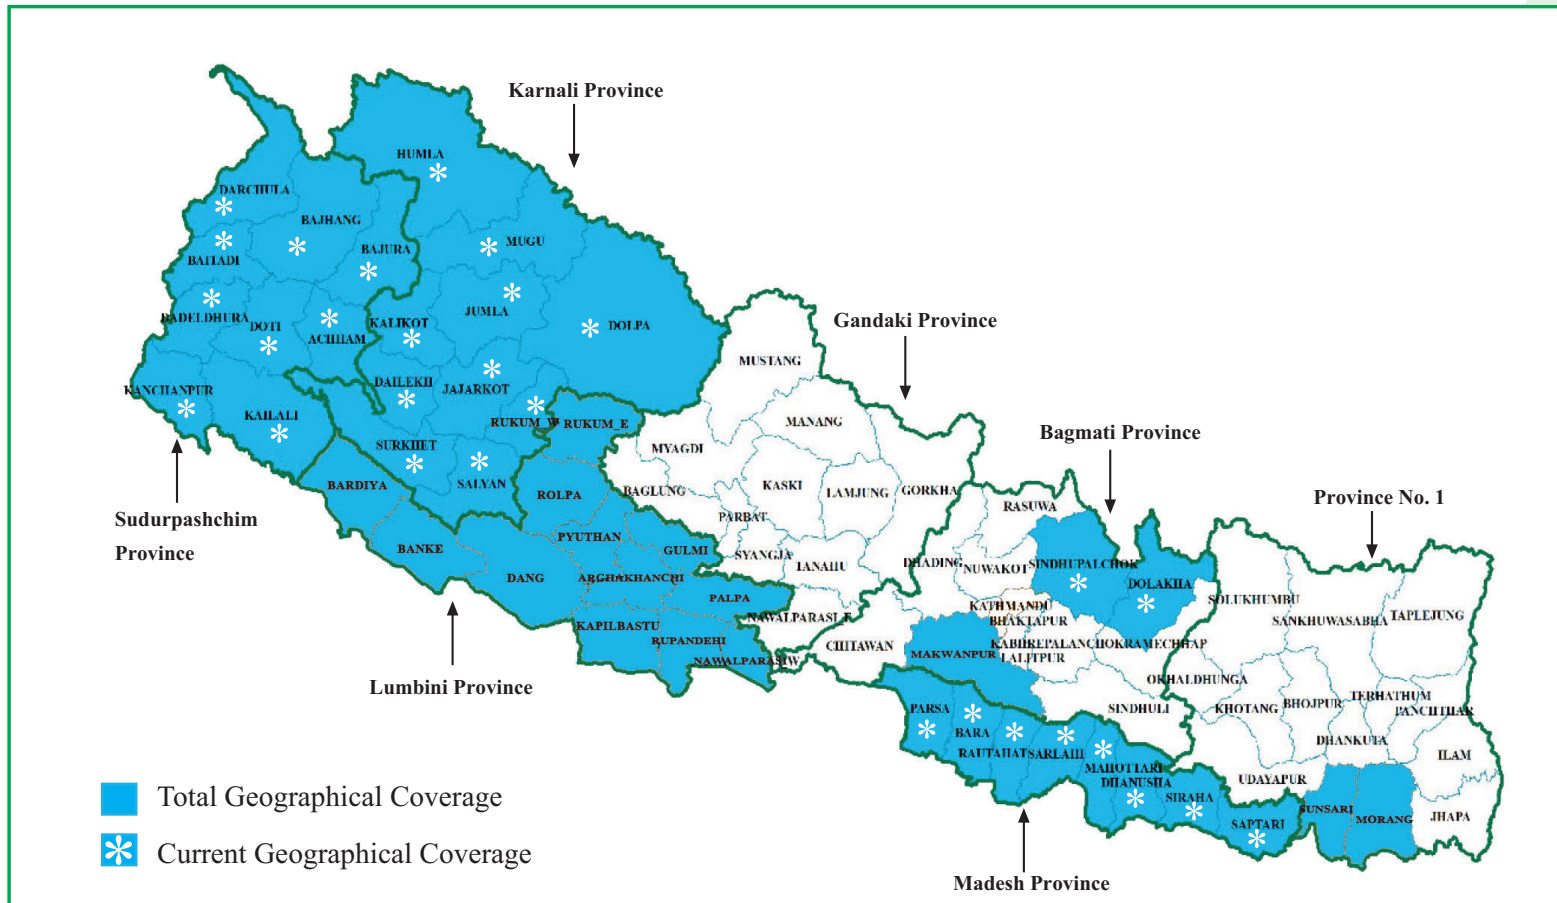 Karnali Province
HUMLA
DARCHULA
BAJHANG
MUGU
BAJURA
BAITADI
JUMLA
DADELDHURA
DOTI
ACHHAM
KALIKOT
DOLPA
Gandaki Province
MUSTANG
KANCHANPUR
DAILEKH
JAJARKOT
KAILALI
RUKUM_W
RUKUM_E
MANANG
Bagmati Province
SURKHET
MYAGDI
SALYAN
BARDIYA
ROLPA
BAGLUNG
KASKI
LAMJUNG
GORKHA
RASUWA
Province No. 1
Sudurpashchim
Province
PARBAT
PYUTHAN
BANKE
GULMI
SYANGJA
TANAHU
DHADING
NUWAKOT
SINDHUPALCHOK
DOLAKHA
DANG
ARGHAKHANCHI
PALPA
NAWALPARASI_E
KATHMANDU
BHAKTAPUR
SOLUKHUMBU
SANKHUWASABHA
TAPLEJUNG
KAPILBASTU
RUPANDEHI
NAWALPARASIW
CHITAWAN
MAKWANPUR
KABHREPALANCHOK
RAMECHHAP
LALITPUR
Lumbini Province
OKHALDHUNGA
TERHATHUM
PANCHTHAR
PARSA
BARA
SINDHULI
KHOTANG
BHOJPUR
DHANKUTA
RAUTAHAT
SARLAHI
MAHOTTARI
ILAM
DHANUSHA
SIRAHA
UDAYAPUR
SUNSARI
MORANG
JHAPA
SAPTARI
Total Geographical Coverage
Current Geographical Coverage
Madesh Province